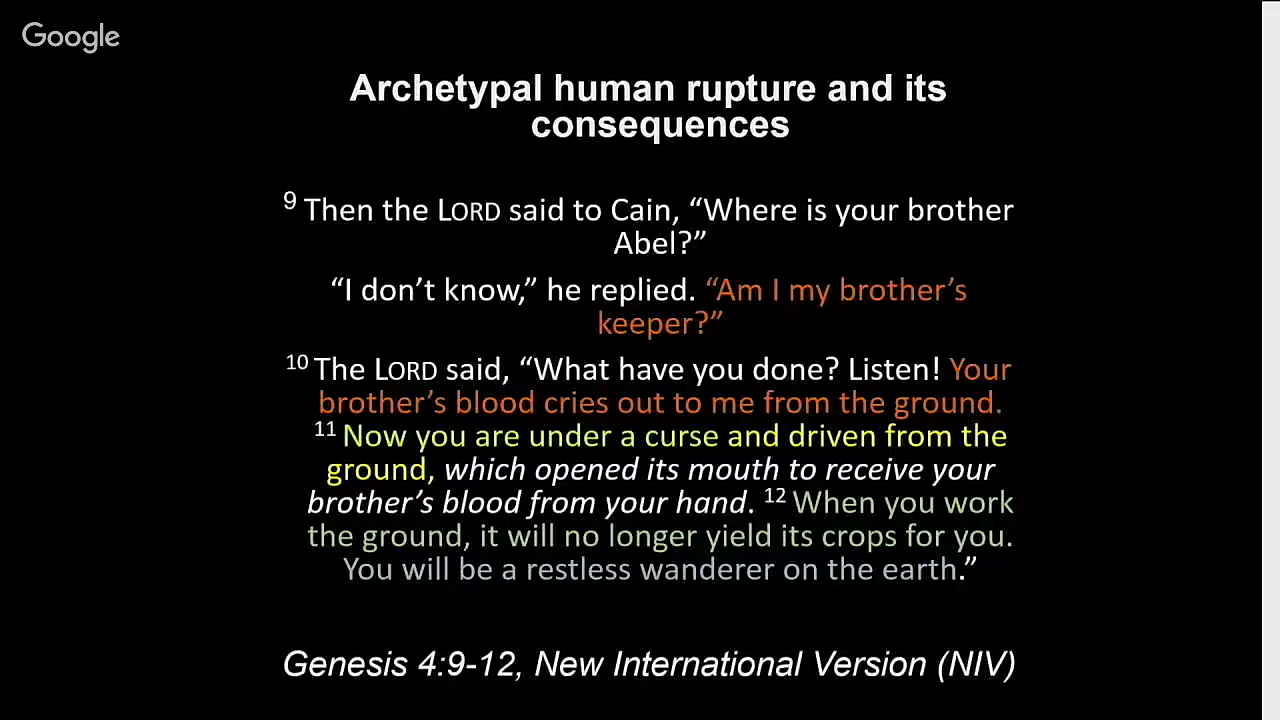 Google
Archetypal human rupture and its
consequences
9 Then the LORD said to Cain, “Where is your brother
Abel?”
“I don’t know,” he replied. “Am I my brother’s
keeper?”
10 The LORD said, “What have you done? Listen! Your
brother’s blood cries out to me from the ground.
11 Now you are under a curse and driven from the
ground, which opened its mouth to receive your
brother’s blood from your hand. 12 When you work
the ground, it will no longer yield its crops for you.
You will be a restless wanderer on the earth.”
Genesis 4:9-12, New International Version (NIV)